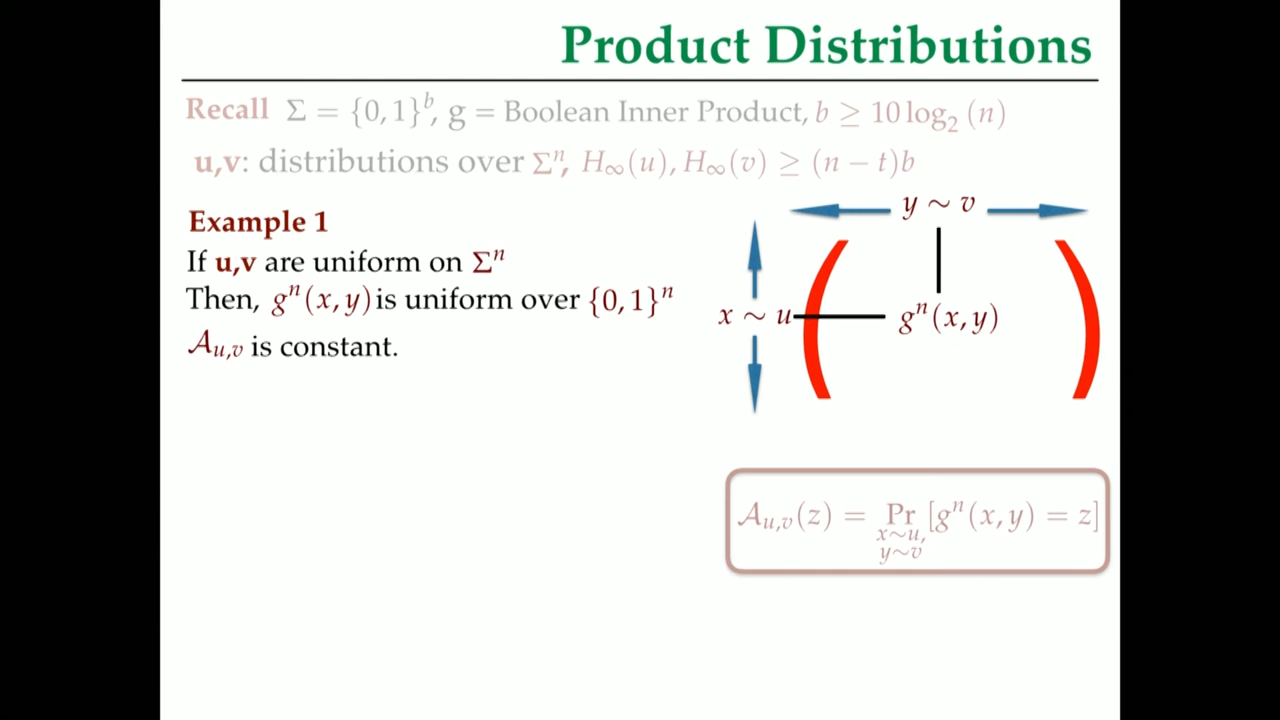 Product Distributions
Recall Σ = {0, 1}^b, g = Boolean Inner Product, b ≥ 10 log₂ (n)
u,v: distributions over Σⁿ, H∞(u), H∞(v) ≥ (n − t)b
Example 1
If u,v are uniform on Σⁿ
Then, gⁿ(x, y) is uniform over {0, 1}ⁿ
𝒜_{u,v} is constant.
y ∼ v
x ∼ u
gⁿ(x, y)
𝒜_{u,v}(z) = Pr_{x∼u, y∼v} [gⁿ(x, y) = z]